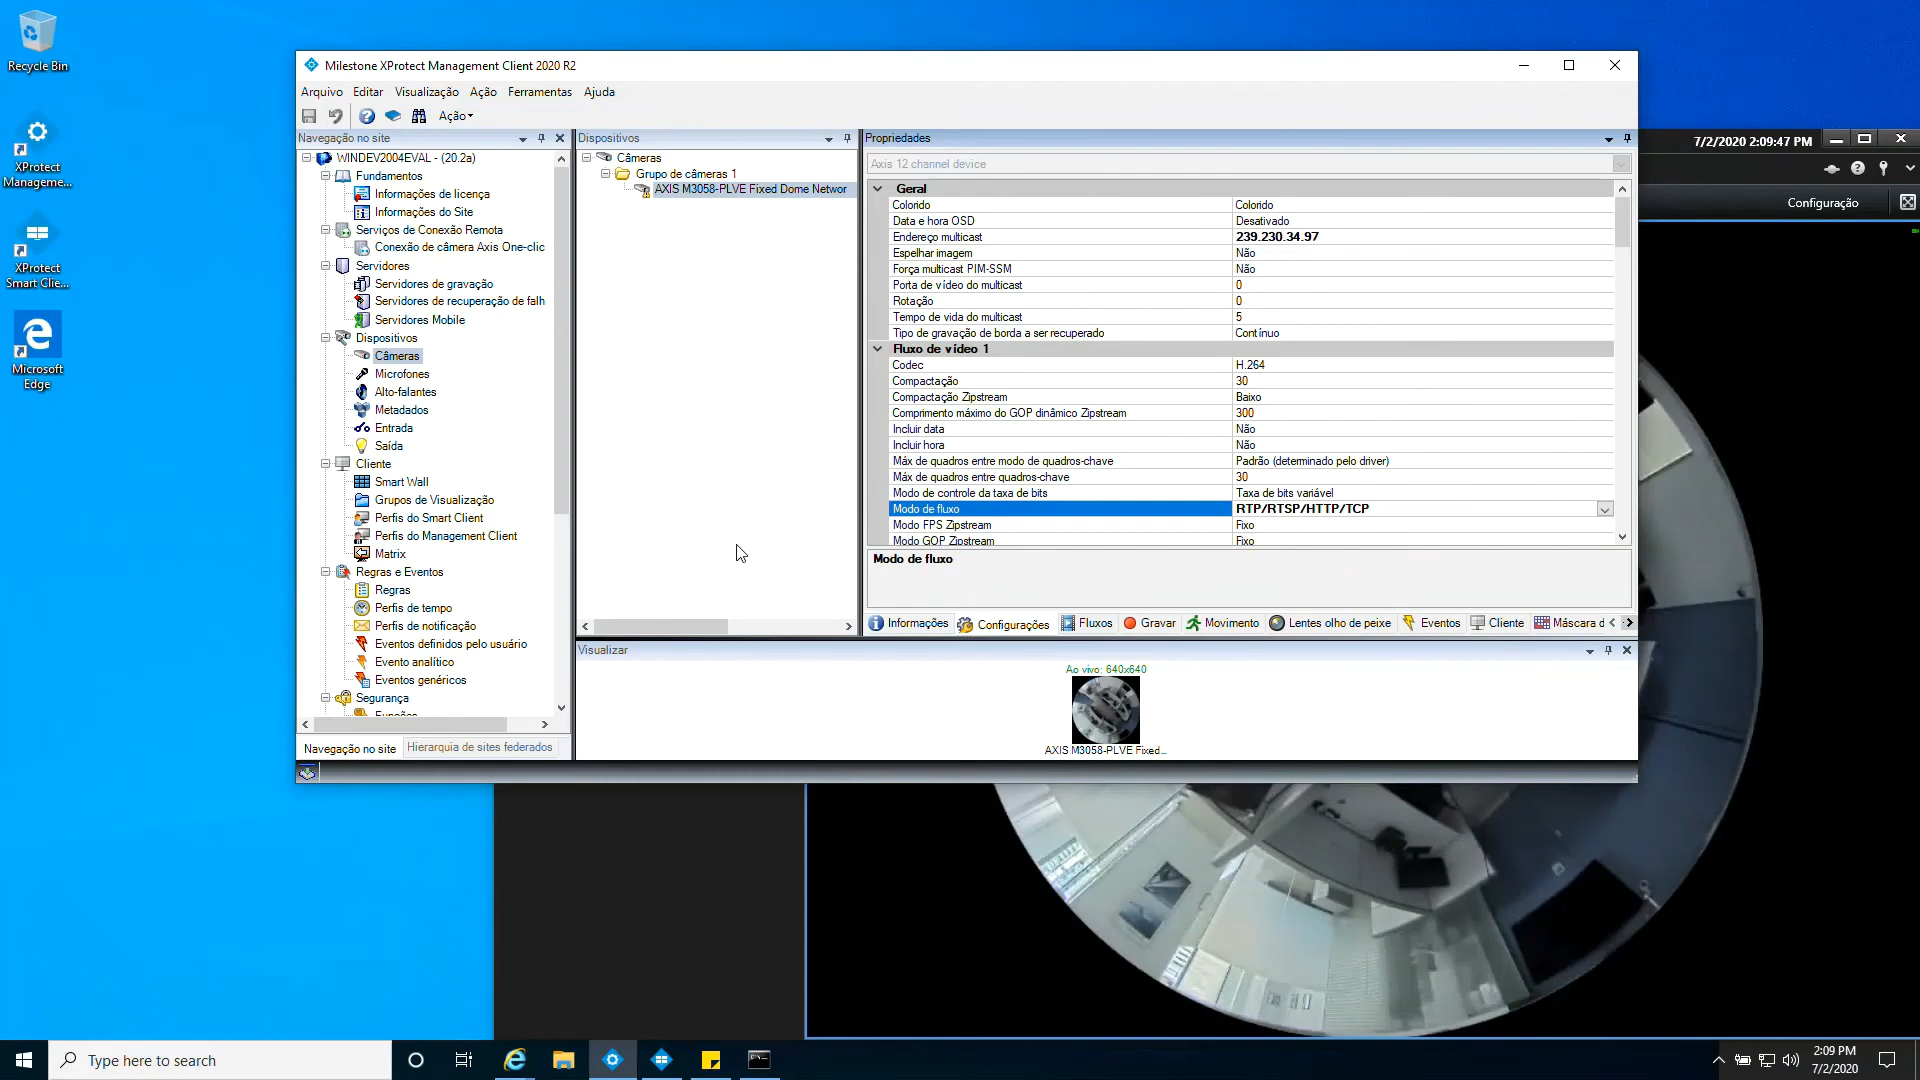 Recycle Bin
XProtect
Manageme...
XProtect
Smart Clie...
Microsoft
Edge
Milestone XProtect Management Client 2020 R2
Arquivo Editar Visualização Ação Ferramentas Ajuda
Ação
Navegação no site
WINDEV2004EVAL - (20.2a)
Fundamentos
Informações de licença
Informações do Site
Serviços de Conexão Remota
Conexão de câmera Axis One-clic
Servidores
Servidores de gravação
Servidores de recuperação de falh
Servidores Mobile
Dispositivos
Câmeras
Microfones
Alto-falantes
Metadados
Entrada
Saída
Cliente
Smart Wall
Grupos de Visualização
Perfis do Smart Client
Perfis do Management Client
Matrix
Regras e Eventos
Regras
Perfis de tempo
Perfis de notificação
Eventos definidos pelo usuário
Evento analítico
Eventos genéricos
Segurança
Navegação no site Hierarquia de sites federados
Dispositivos
Câmeras
Grupo de câmeras 1
AXIS M3058-PLVE Fixed Dome Networ
Propriedades
Axis 12 channel device
Geral
Colorido Colorido
Data e hora OSD Desativado
Endereço multicast 239.230.34.97
Espelhar imagem Não
Força multicast PIM-SSM Não
Porta de vídeo do multicast 0
Rotação 0
Tempo de vida do multicast 5
Tipo de gravação de borda a ser recuperado Contínuo
Fluxo de vídeo 1
Codec H.264
Compactação 30
Compactação Zipstream Baixo
Comprimento máximo do GOP dinâmico Zipstream 300
Incluir data Não
Incluir hora Não
Máx de quadros entre modo de quadros-chave Padrão (determinado pelo driver)
Máx de quadros entre quadros-chave 30
Modo de controle da taxa de bits Taxa de bits variável
Modo de fluxo RTP/RTSP/HTTP/TCP
Modo FPS Zipstream Fixo
Modo GOP Zipstream Fixo
Modo de fluxo
Informações Configurações Fluxos Gravar Movimento Lentes olho de peixe Eventos Cliente Máscara d
Visualizar
Ao vivo: 640x640
AXIS M3058-PLVE Fixed...
7/2/2020 2:09:47 PM
Configuração
Type here to search
2:09 PM
7/2/2020